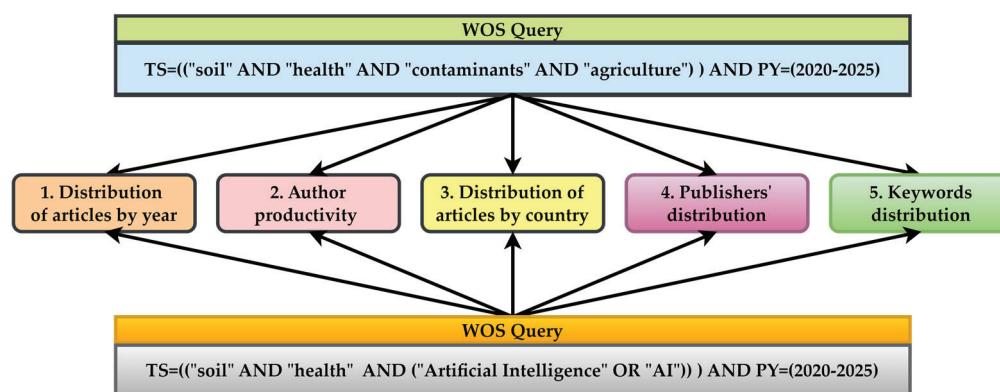 WOS Query
TS=(("soil" AND "health" AND "contaminants" AND "agriculture") ) AND PY=(2020-2025)
1. Distribution
of articles by year
2. Author
productivity
3. Distribution of
articles by country
4. Publishers'
distribution
5. Keywords
distribution
WOS Query
TS=(("soil" AND "health" AND ("Artificial Intelligence" OR "AI")) ) AND PY=(2020-2025)